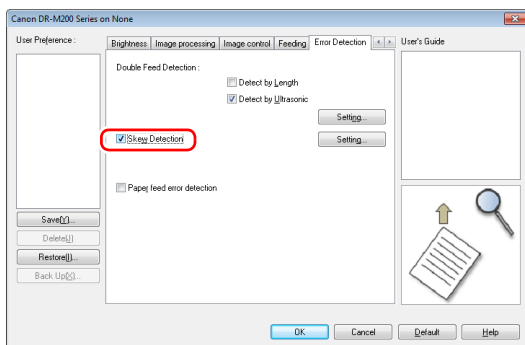 Canon DR-M200 Series on None
User Preference :
Brightness Image processing Image control Feeding Error Detection
User's Guide
Double Feed Detection :
Detect by Length
Detect by Ultrasonic
Setting...
Skew Detection
Setting...
Paper feed error detection
Save(Y)...
Delete(J)
Restore(I)...
Back Up(X)...
OK Cancel Default Help